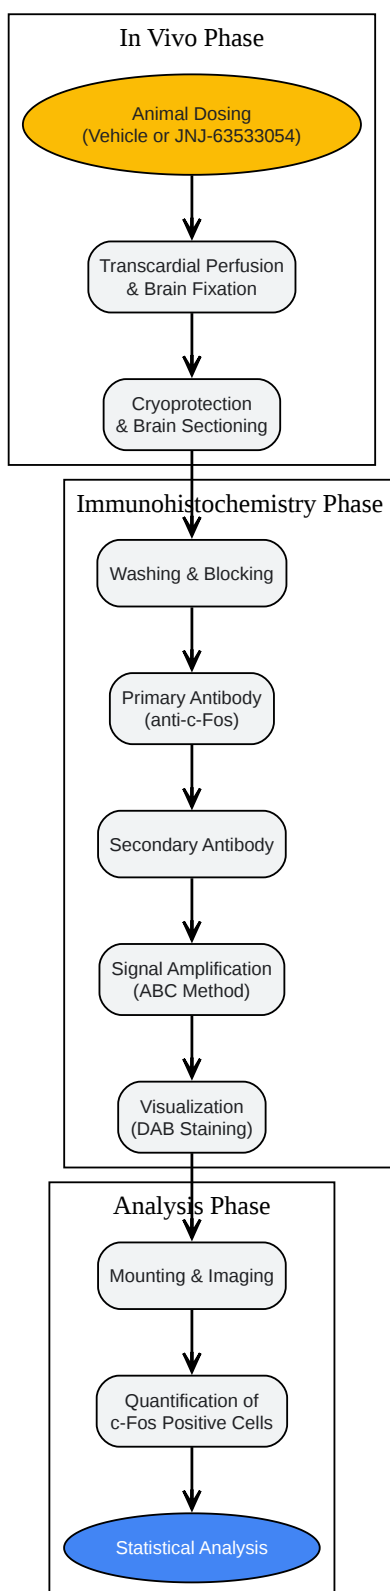 In Vivo Phase
Animal Dosing
(Vehicle or JNJ-63533054)
Transcardial Perfusion
& Brain Fixation
Cryoprotection
& Brain Sectioning
Immunohistochemistry Phase
Washing & Blocking
Primary Antibody
(anti-c-Fos)
Secondary Antibody
Signal Amplification
(ABC Method)
Visualization
(DAB Staining)
Analysis Phase
Mounting & Imaging
Quantification of
c-Fos Positive Cells
Statistical Analysis